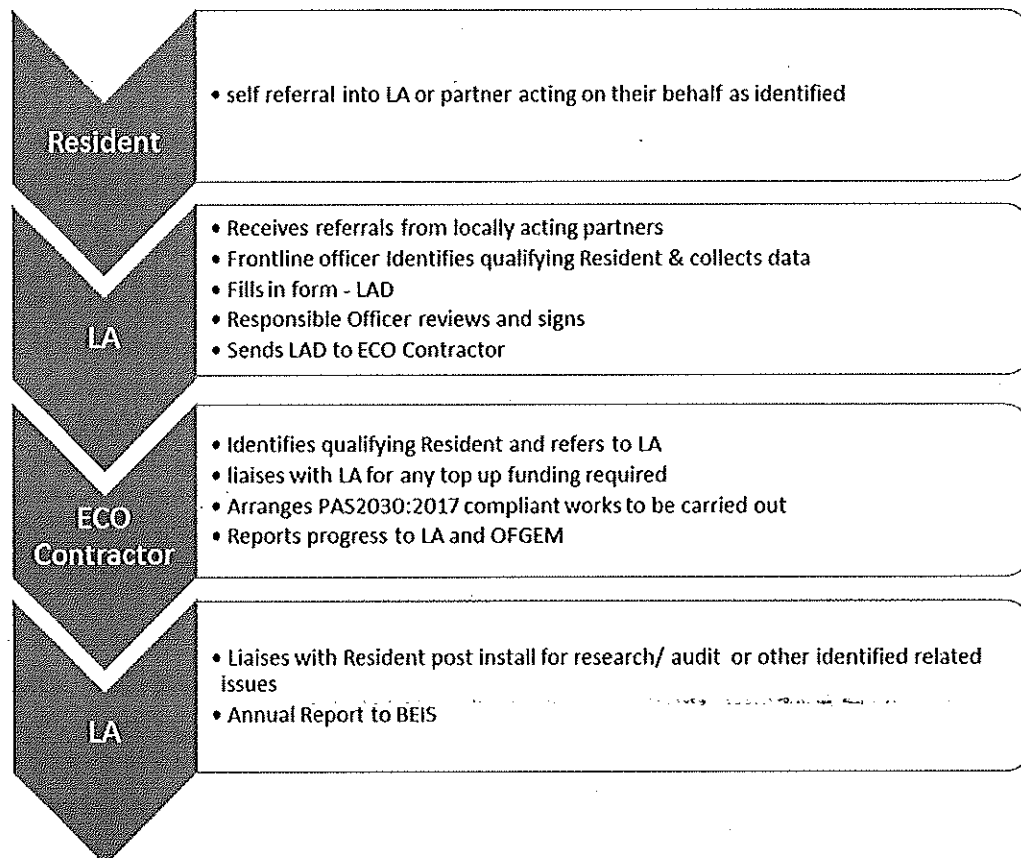 Resident
• self referral into LA or partner acting on their behalf as identified
LA
• Receives referrals from locally acting partners
• Frontline officer Identifies qualifying Resident & collects data
• Fills in form - LAD
• Responsible Officer reviews and signs
• Sends LAD to ECO Contractor
ECO
Contractor
• Identifies qualifying Resident and refers to LA
• liaises with LA for any top up funding required
• Arranges PAS2030:2017 compliant works to be carried out
• Reports progress to LA and OFGEM
LA
• Liaises with Resident post install for research/ audit or other identified related
issues
• Annual Report to BEIS